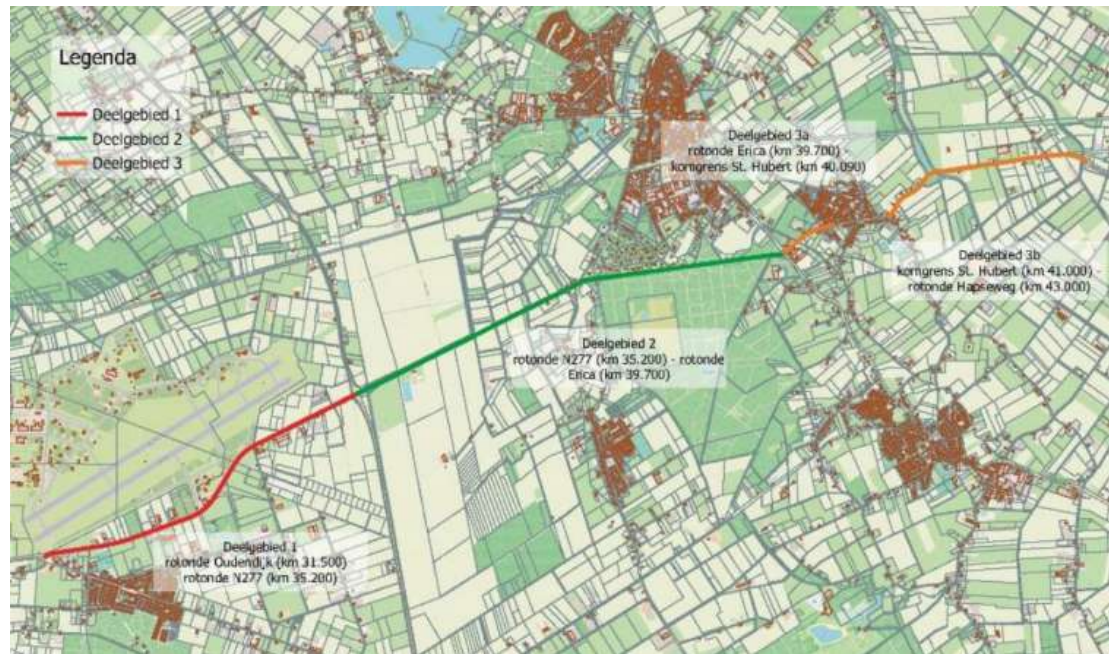 Legenda
Deelgebied 1
Deelgebied 2
Deelgebied 3
Deelgebied 3a
rotonde Erica (km 39.700) -
komgrens St. Hubert (km 40.090)
Deelgebied 3b
komgrens St. Hubert (km 41.000) -
rotonde Hapseweg (km 43.000)
Deelgebied 2
rotonde N277 (km 35.200) - rotonde
Erica (km 39.700)
Deelgebied 1
rotonde Oudendijk (km 31.500)
rotonde N277 (km 35.200)